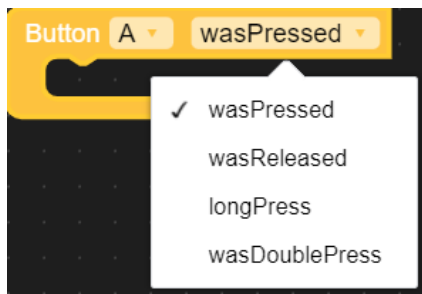 Button A wasPressed
✓ wasPressed
wasReleased
longPress
wasDoublePress